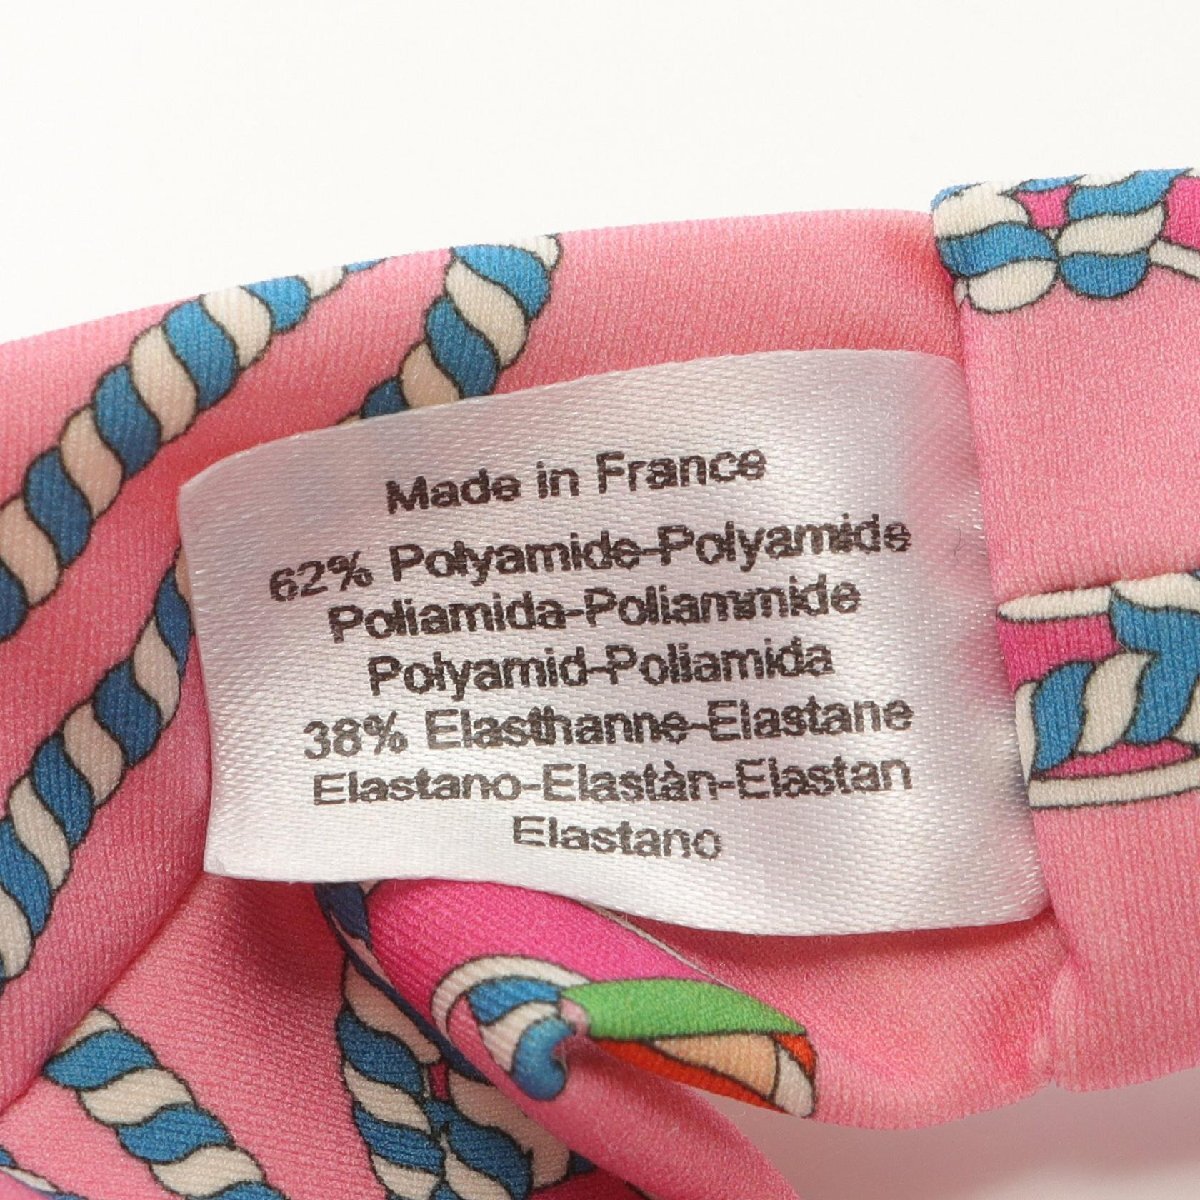 Made in France
62% Polyamide-Polyamide
Poliamida-Poliammide
Polyamid-Poliamida
38% Elasthanne-Elastane
Elastano-Elastàn-Elastan
Elastano